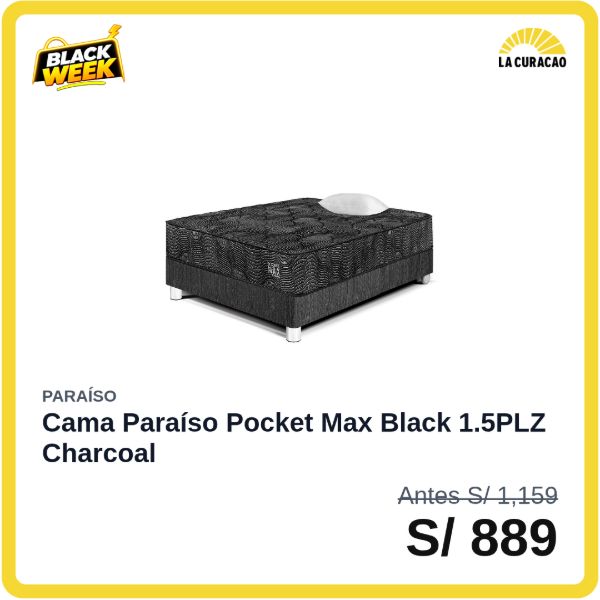 BLACK
WEEK
LA CURACAO
PARAÍSO
Cama Paraíso Pocket Max Black 1.5PLZ
Charcoal
Antes S/ 1,159
S/ 889